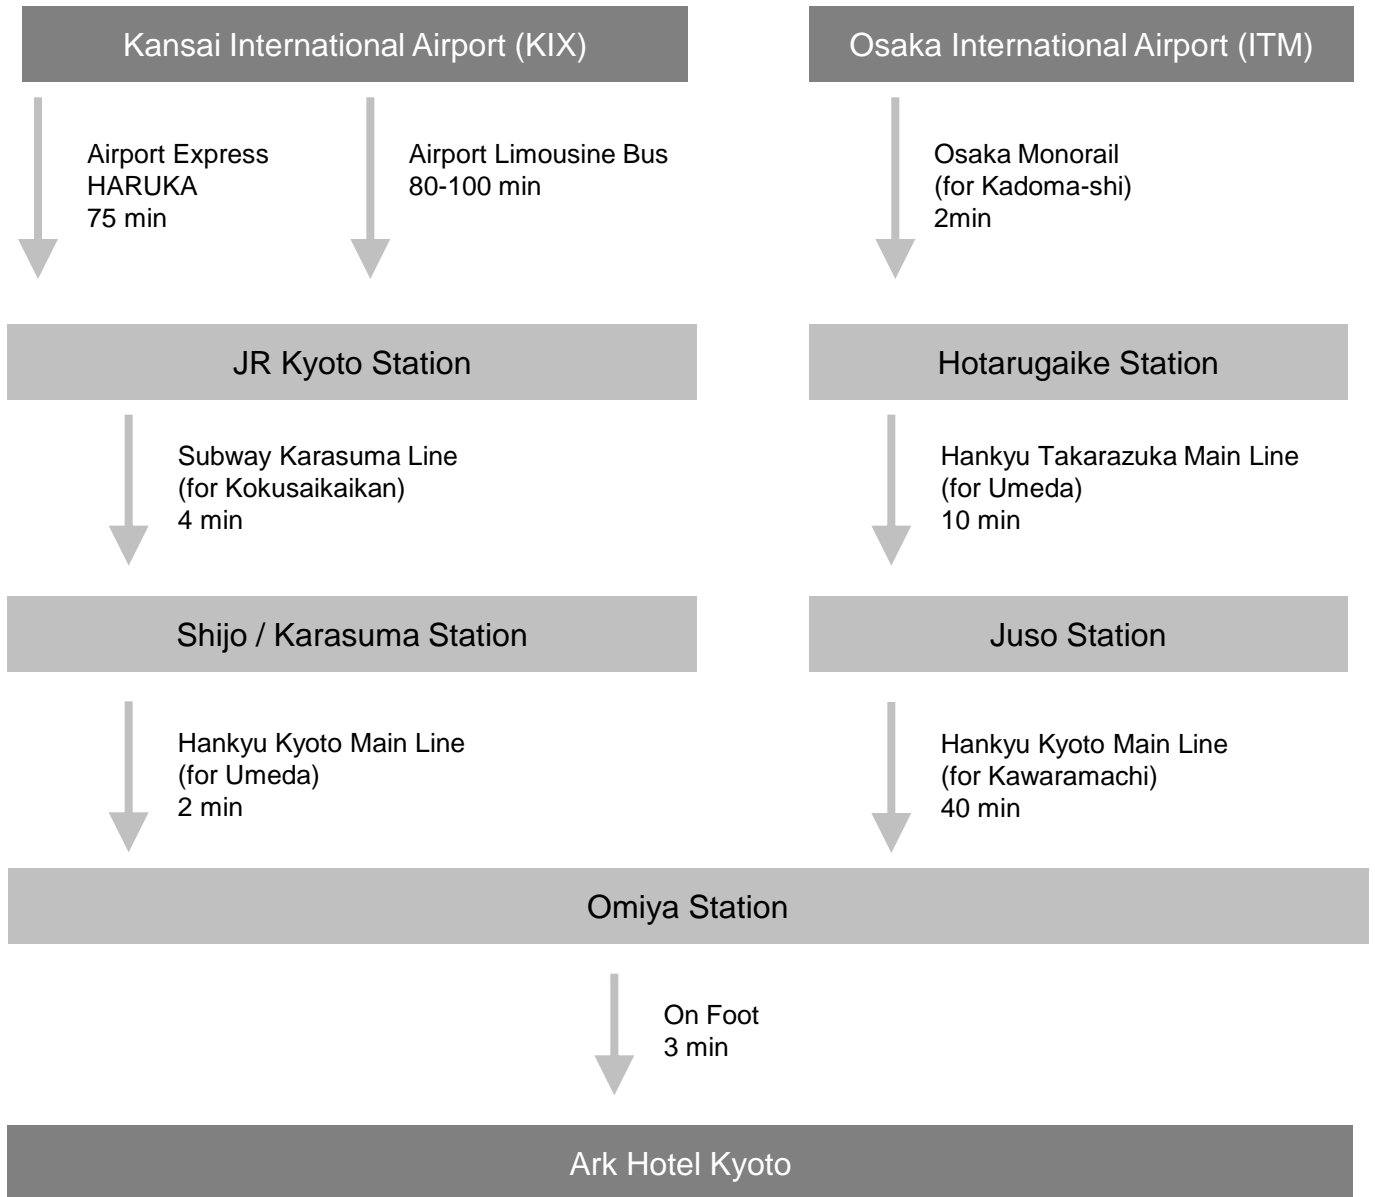 Kansai International Airport (KIX)
Osaka International Airport (ITM)
Airport Express
HARUKA
75 min
Airport Limousine Bus
80-100 min
Osaka Monorail
(for Kadoma-shi)
2min
JR Kyoto Station
Hotarugaike Station
Subway Karasuma Line
(for Kokusaikaikan)
4 min
Hankyu Takarazuka Main Line
(for Umeda)
10 min
Shijo / Karasuma Station
Juso Station
Hankyu Kyoto Main Line
(for Umeda)
2 min
Hankyu Kyoto Main Line
(for Kawaramachi)
40 min
Omiya Station
On Foot
3 min
Ark Hotel Kyoto